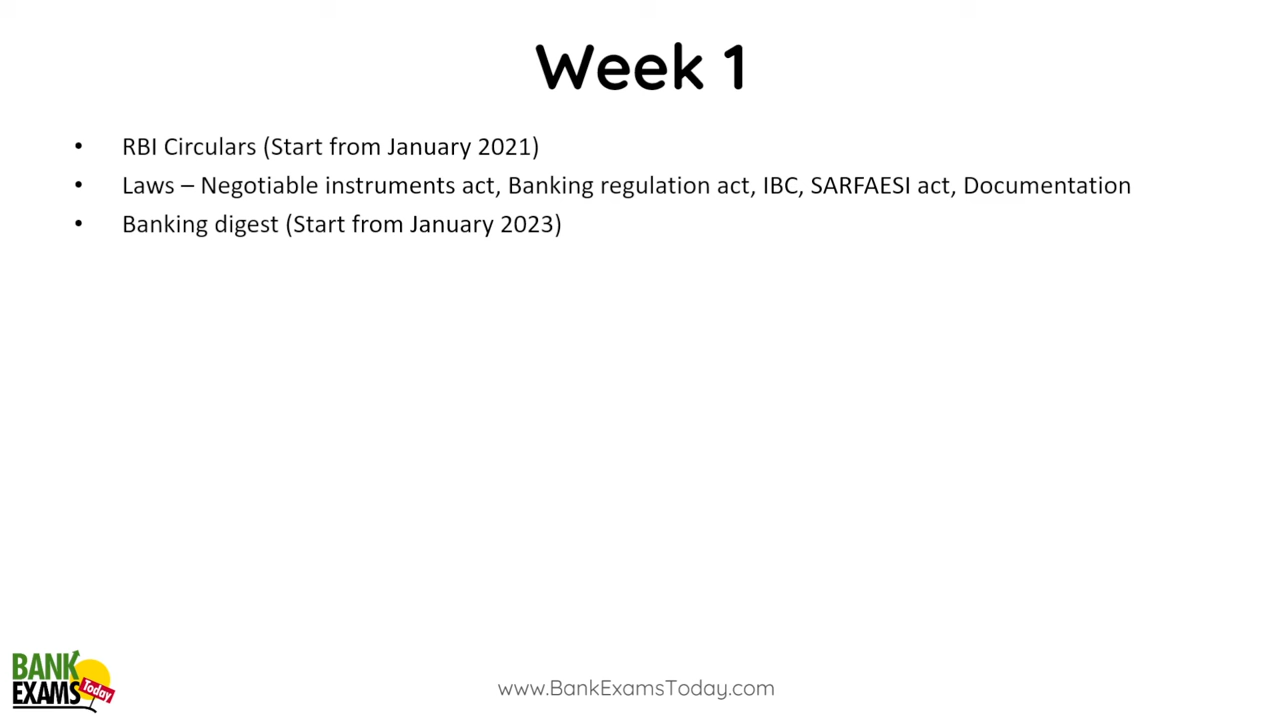 Week 1
• RBI Circulars (Start from January 2021)
• Laws – Negotiable instruments act, Banking regulation act, IBC, SARFAESI act, Documentation
• Banking digest (Start from January 2023)
BANK
EXAMS
Today
www.BankExamsToday.com